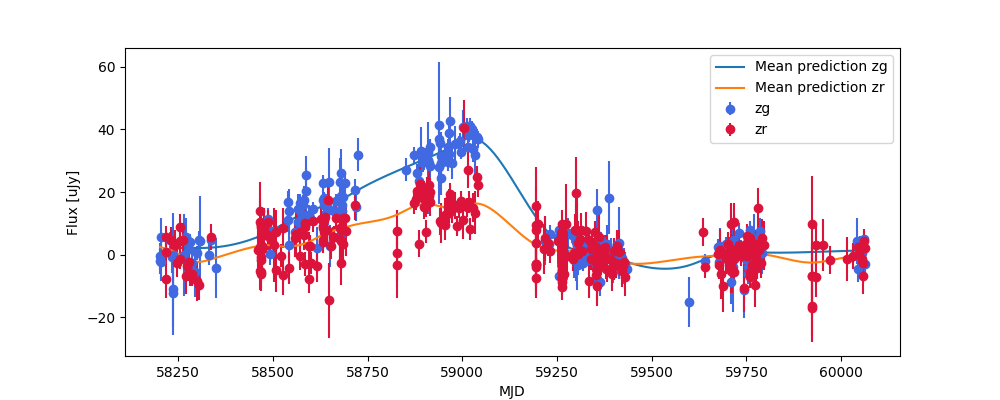 60
40
20
0
−20
Flux [uJy]
58250 58500 58750 59000 59250 59500 59750 60000
MJD
Mean prediction zg
Mean prediction zr
zg
zr